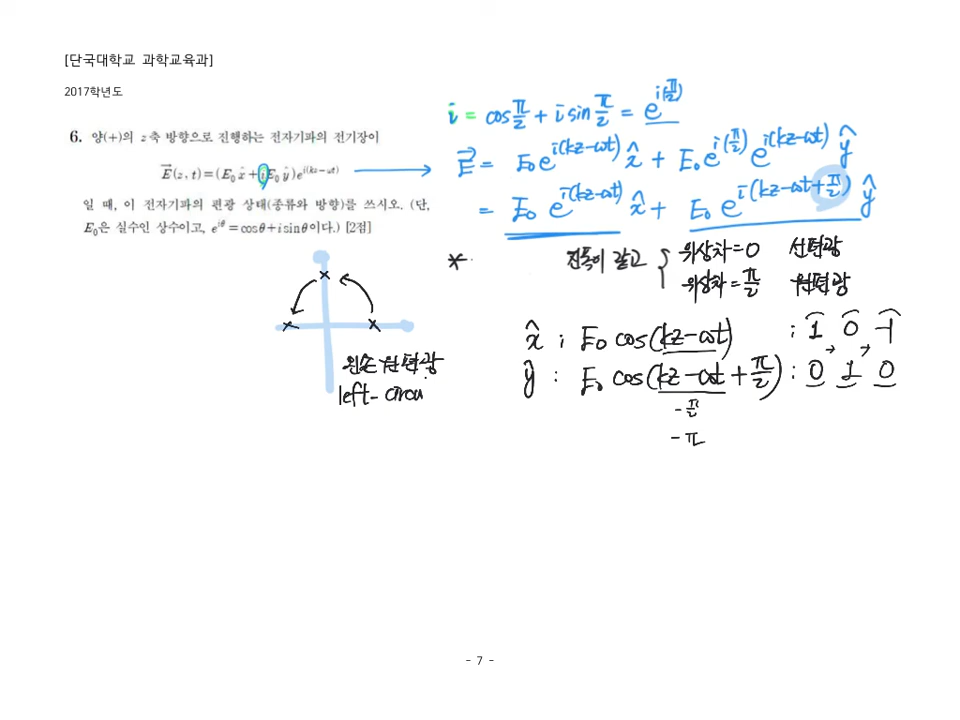 [단국대학교 과학교육과]
2017학년도
6. 양(+)의 z축 방향으로 진행하는 전자기파의 전기장이
E⃗(z, t) = (E₀x̂ + iE₀ŷ)e^{i(kz−ωt)}
일 때, 이 전자기파의 편광 상태(종류와 방향)를 쓰시오. (단,
E₀은 실수인 상수이고, e^{iθ} = cosθ + i sinθ이다.) [2점]
i = cos π/2 + i sin π/2 = e^{i(π/2)}
E⃗ = E₀e^{i(kz−ωt)} x̂ + E₀e^{i(π/2)} e^{i(kz−ωt)} ŷ
= E₀ e^{i(kz−ωt)} x̂ + E₀ e^{i(kz−ωt+π/2)} ŷ
* 진폭이 같고 { 위상차=0 선편광
위상차=π/2 원편광
x̂ ; E₀ cos(kz−ωt) ; 1 0 −1
ŷ : E₀ cos(kz−ωt + π/2) : 0 1 0
−π/2
−π
왼손 원편광
left-circu
- 7 -